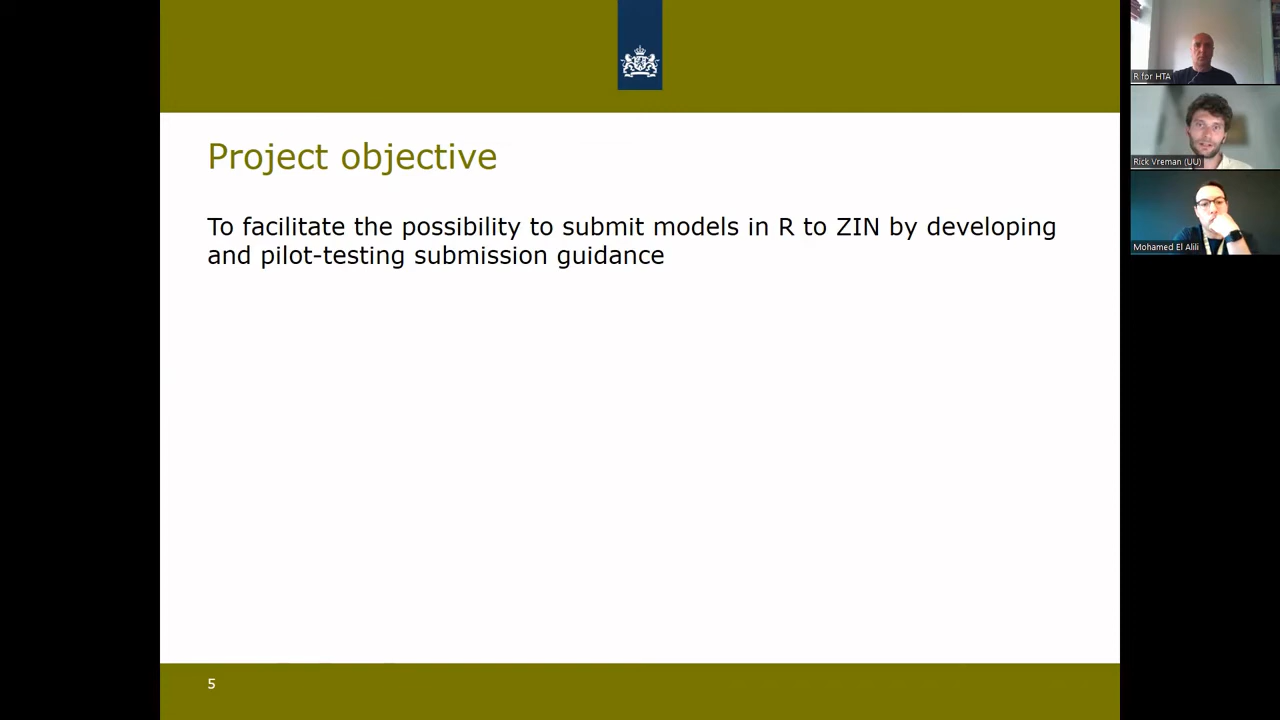 Project objective
To facilitate the possibility to submit models in R to ZIN by developing
and pilot-testing submission guidance
5
R for HTA
Rick Vreman (UU)
Mohamed El Alili